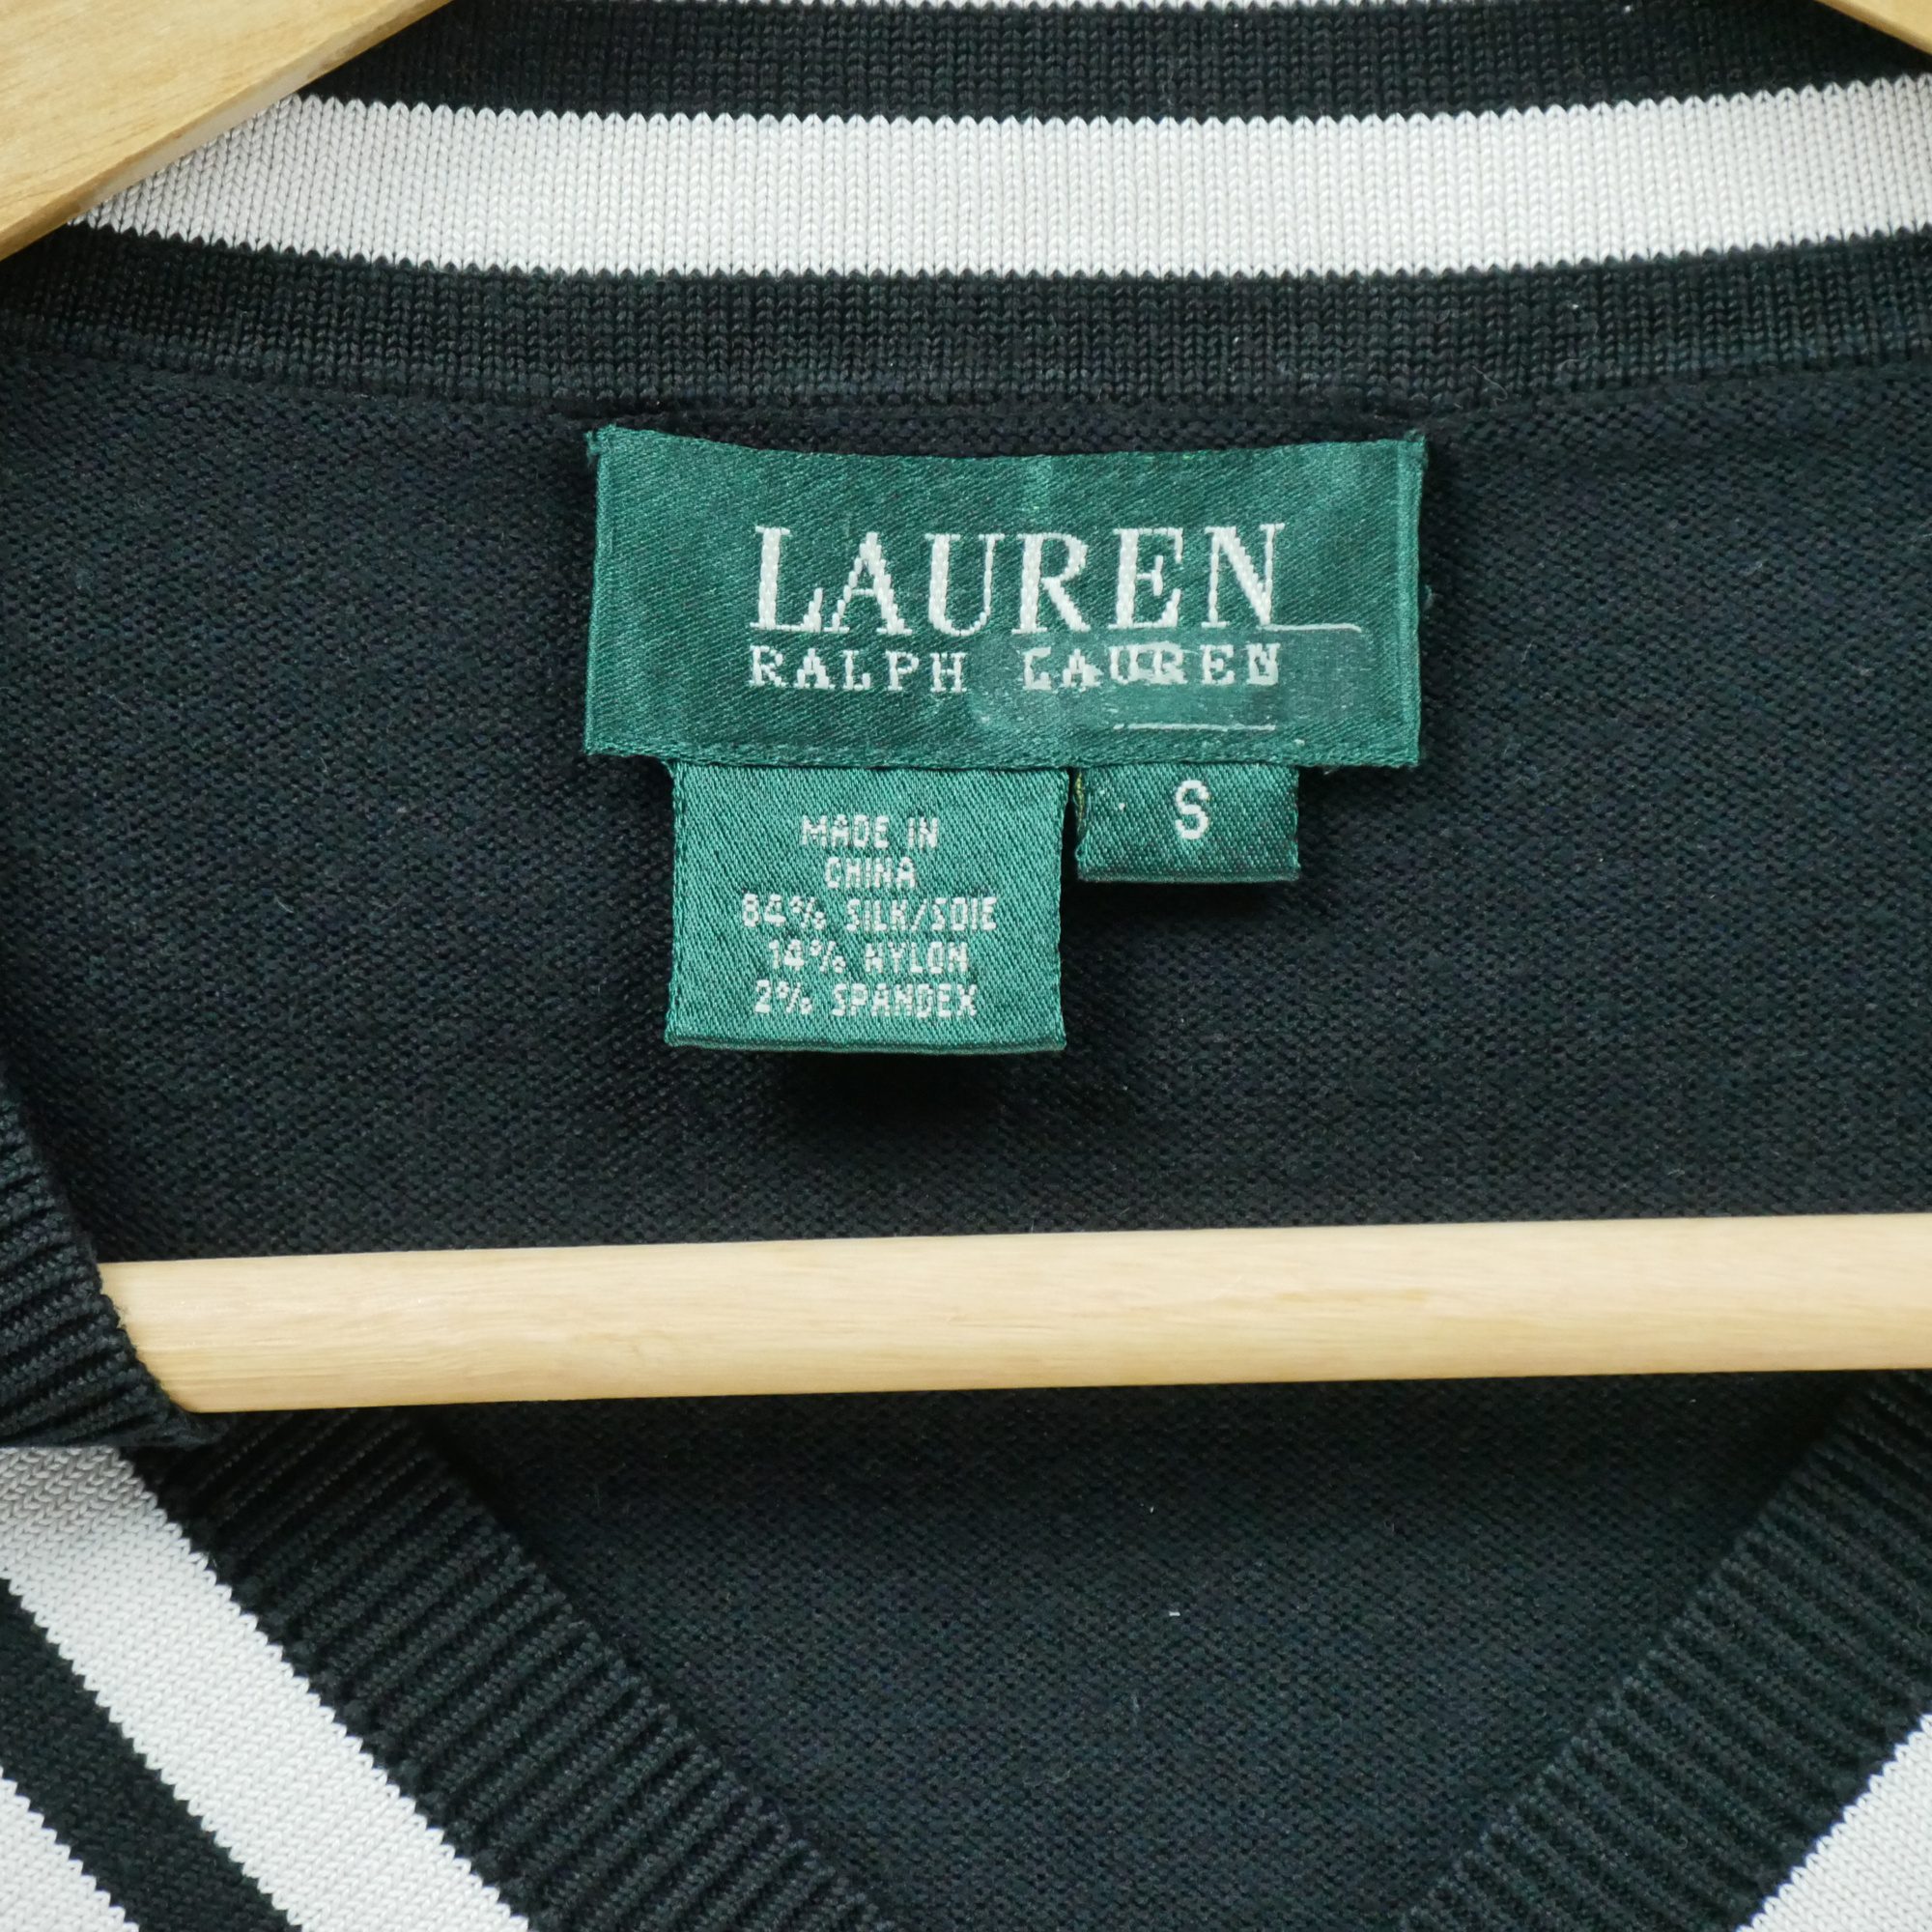 LAUREN
RALPH LAUREN
S
MADE IN
CHINA
84% SILK/SOIE
14% NYLON
2% SPANDEX